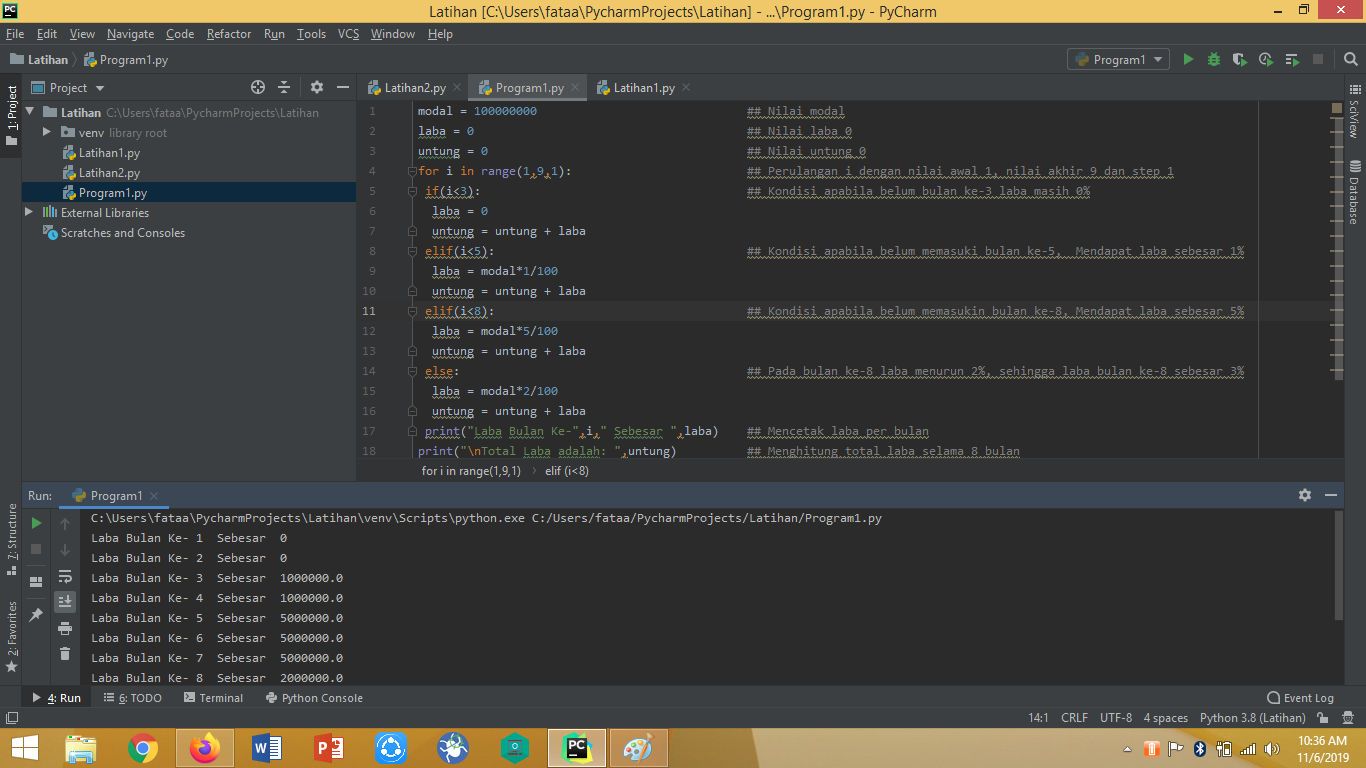 Latihan [C:\Users\fataa\PycharmProjects\Latihan] - ...\Program1.py - PyCharm
File Edit View Navigate Code Refactor Run Tools VCS Window Help
Latihan Program1.py
Program1
Project
Latihan2.py
Program1.py
Latihan1.py
1: Project
Latihan C:\Users\fataa\PycharmProjects\Latihan
venv library root
Latihan1.py
Latihan2.py
Program1.py
External Libraries
Scratches and Consoles
1 modal = 100000000 ## Nilai modal
2 laba = 0 ## Nilai laba 0
3 untung = 0 ## Nilai untung 0
4 for i in range(1,9,1): ## Perulangan i dengan nilai awal 1, nilai akhir 9 dan step 1
5 if(i<3): ## Kondisi apabila belum bulan ke-3 laba masih 0%
6 laba = 0
7 untung = untung + laba
8 elif(i<5): ## Kondisi apabila belum memasuki bulan ke-5,  Mendapat laba sebesar 1%
9 laba = modal*1/100
10 untung = untung + laba
11 elif(i<8): ## Kondisi apabila belum memasukin bulan ke-8, Mendapat laba sebesar 5%
12 laba = modal*5/100
13 untung = untung + laba
14 else: ## Pada bulan ke-8 laba menurun 2%, sehingga laba bulan ke-8 sebesar 3%
15 laba = modal*2/100
16 untung = untung + laba
17 print("Laba Bulan Ke-",i," Sebesar ",laba) ## Mencetak laba per bulan
18 print("\nTotal Laba adalah: ",untung) ## Menghitung total laba selama 8 bulan
for i in range(1,9,1) elif (i<8)
SciView
Database
Run: Program1
C:\Users\fataa\PycharmProjects\Latihan\venv\Scripts\python.exe C:/Users/fataa/PycharmProjects/Latihan/Program1.py
Laba Bulan Ke- 1  Sebesar  0
Laba Bulan Ke- 2  Sebesar  0
Laba Bulan Ke- 3  Sebesar  1000000.0
Laba Bulan Ke- 4  Sebesar  1000000.0
Laba Bulan Ke- 5  Sebesar  5000000.0
Laba Bulan Ke- 6  Sebesar  5000000.0
Laba Bulan Ke- 7  Sebesar  5000000.0
Laba Bulan Ke- 8  Sebesar  2000000.0
7: Structure
2: Favorites
4: Run 6: TODO Terminal Python Console Event Log
14:1 CRLF UTF-8 4 spaces Python 3.8 (Latihan)
10:36 AM
11/6/2019